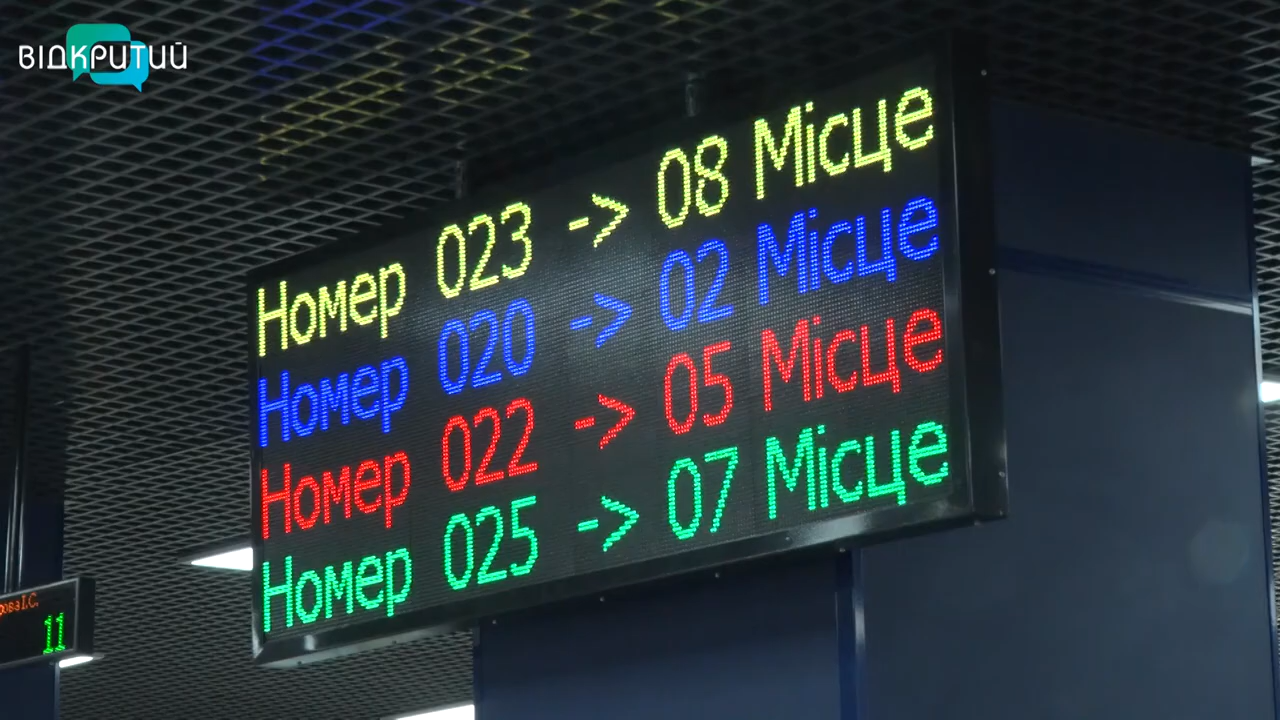 ВІДКРИТИЙ
Номер 023 -> 08 Місце
Номер 020 -> 02 Місце
Номер 022 -> 05 Місце
Номер 025 -> 07 Місце
11